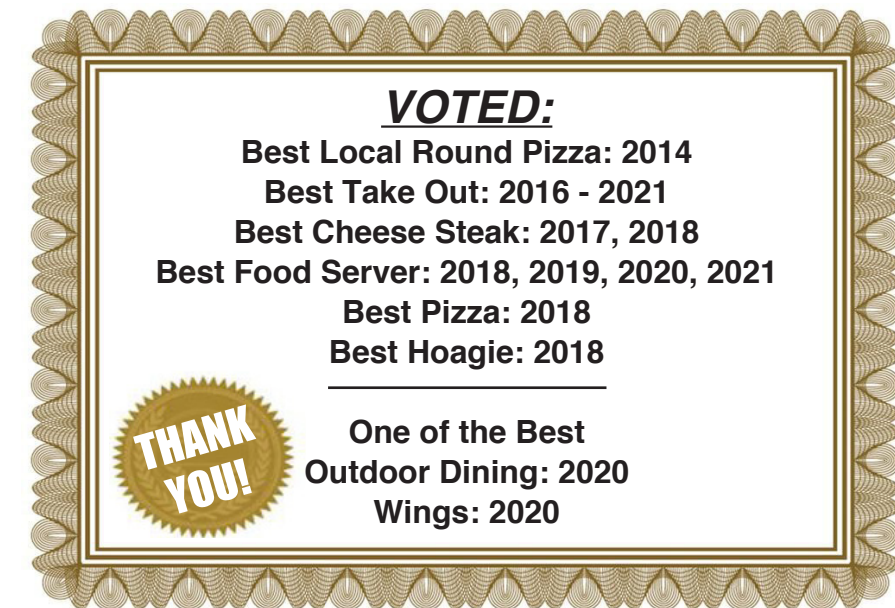 VOTED:
Best Local Round Pizza: 2014
Best Take Out: 2016 - 2021
Best Cheese Steak: 2017, 2018
Best Food Server: 2018, 2019, 2020, 2021
Best Pizza: 2018
Best Hoagie: 2018
One of the Best
Outdoor Dining: 2020
Wings: 2020
THANK
YOU!